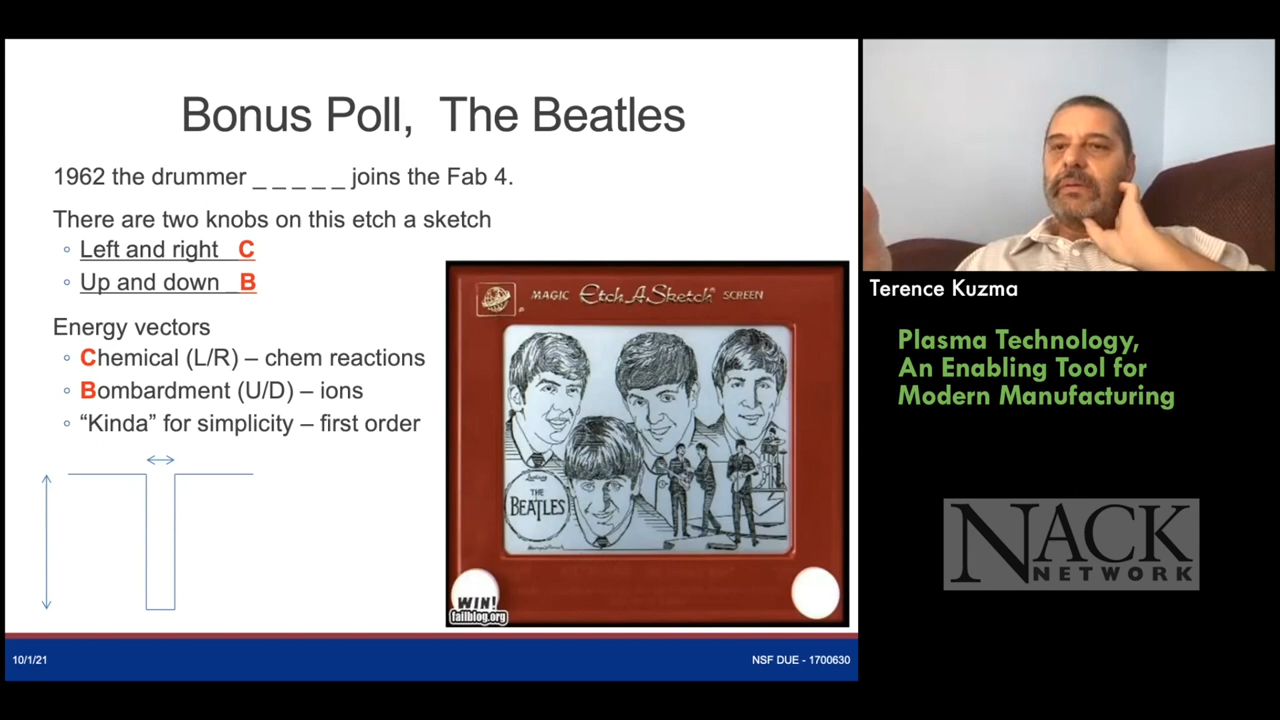 Bonus Poll, The Beatles
1962 the drummer _ _ _ _ _ joins the Fab 4.
There are two knobs on this etch a sketch
◦ Left and right _C
◦ Up and down _B
Energy vectors
◦ Chemical (L/R) – chem reactions
◦ Bombardment (U/D) – ions
◦ “Kinda” for simplicity – first order
MAGIC Etch A Sketch® SCREEN
THE
BEATLES
WIN!
failblog.org
10/1/21
NSF DUE - 1700630
Terence Kuzma
Plasma Technology,
An Enabling Tool for
Modern Manufacturing
NACK
NETWORK